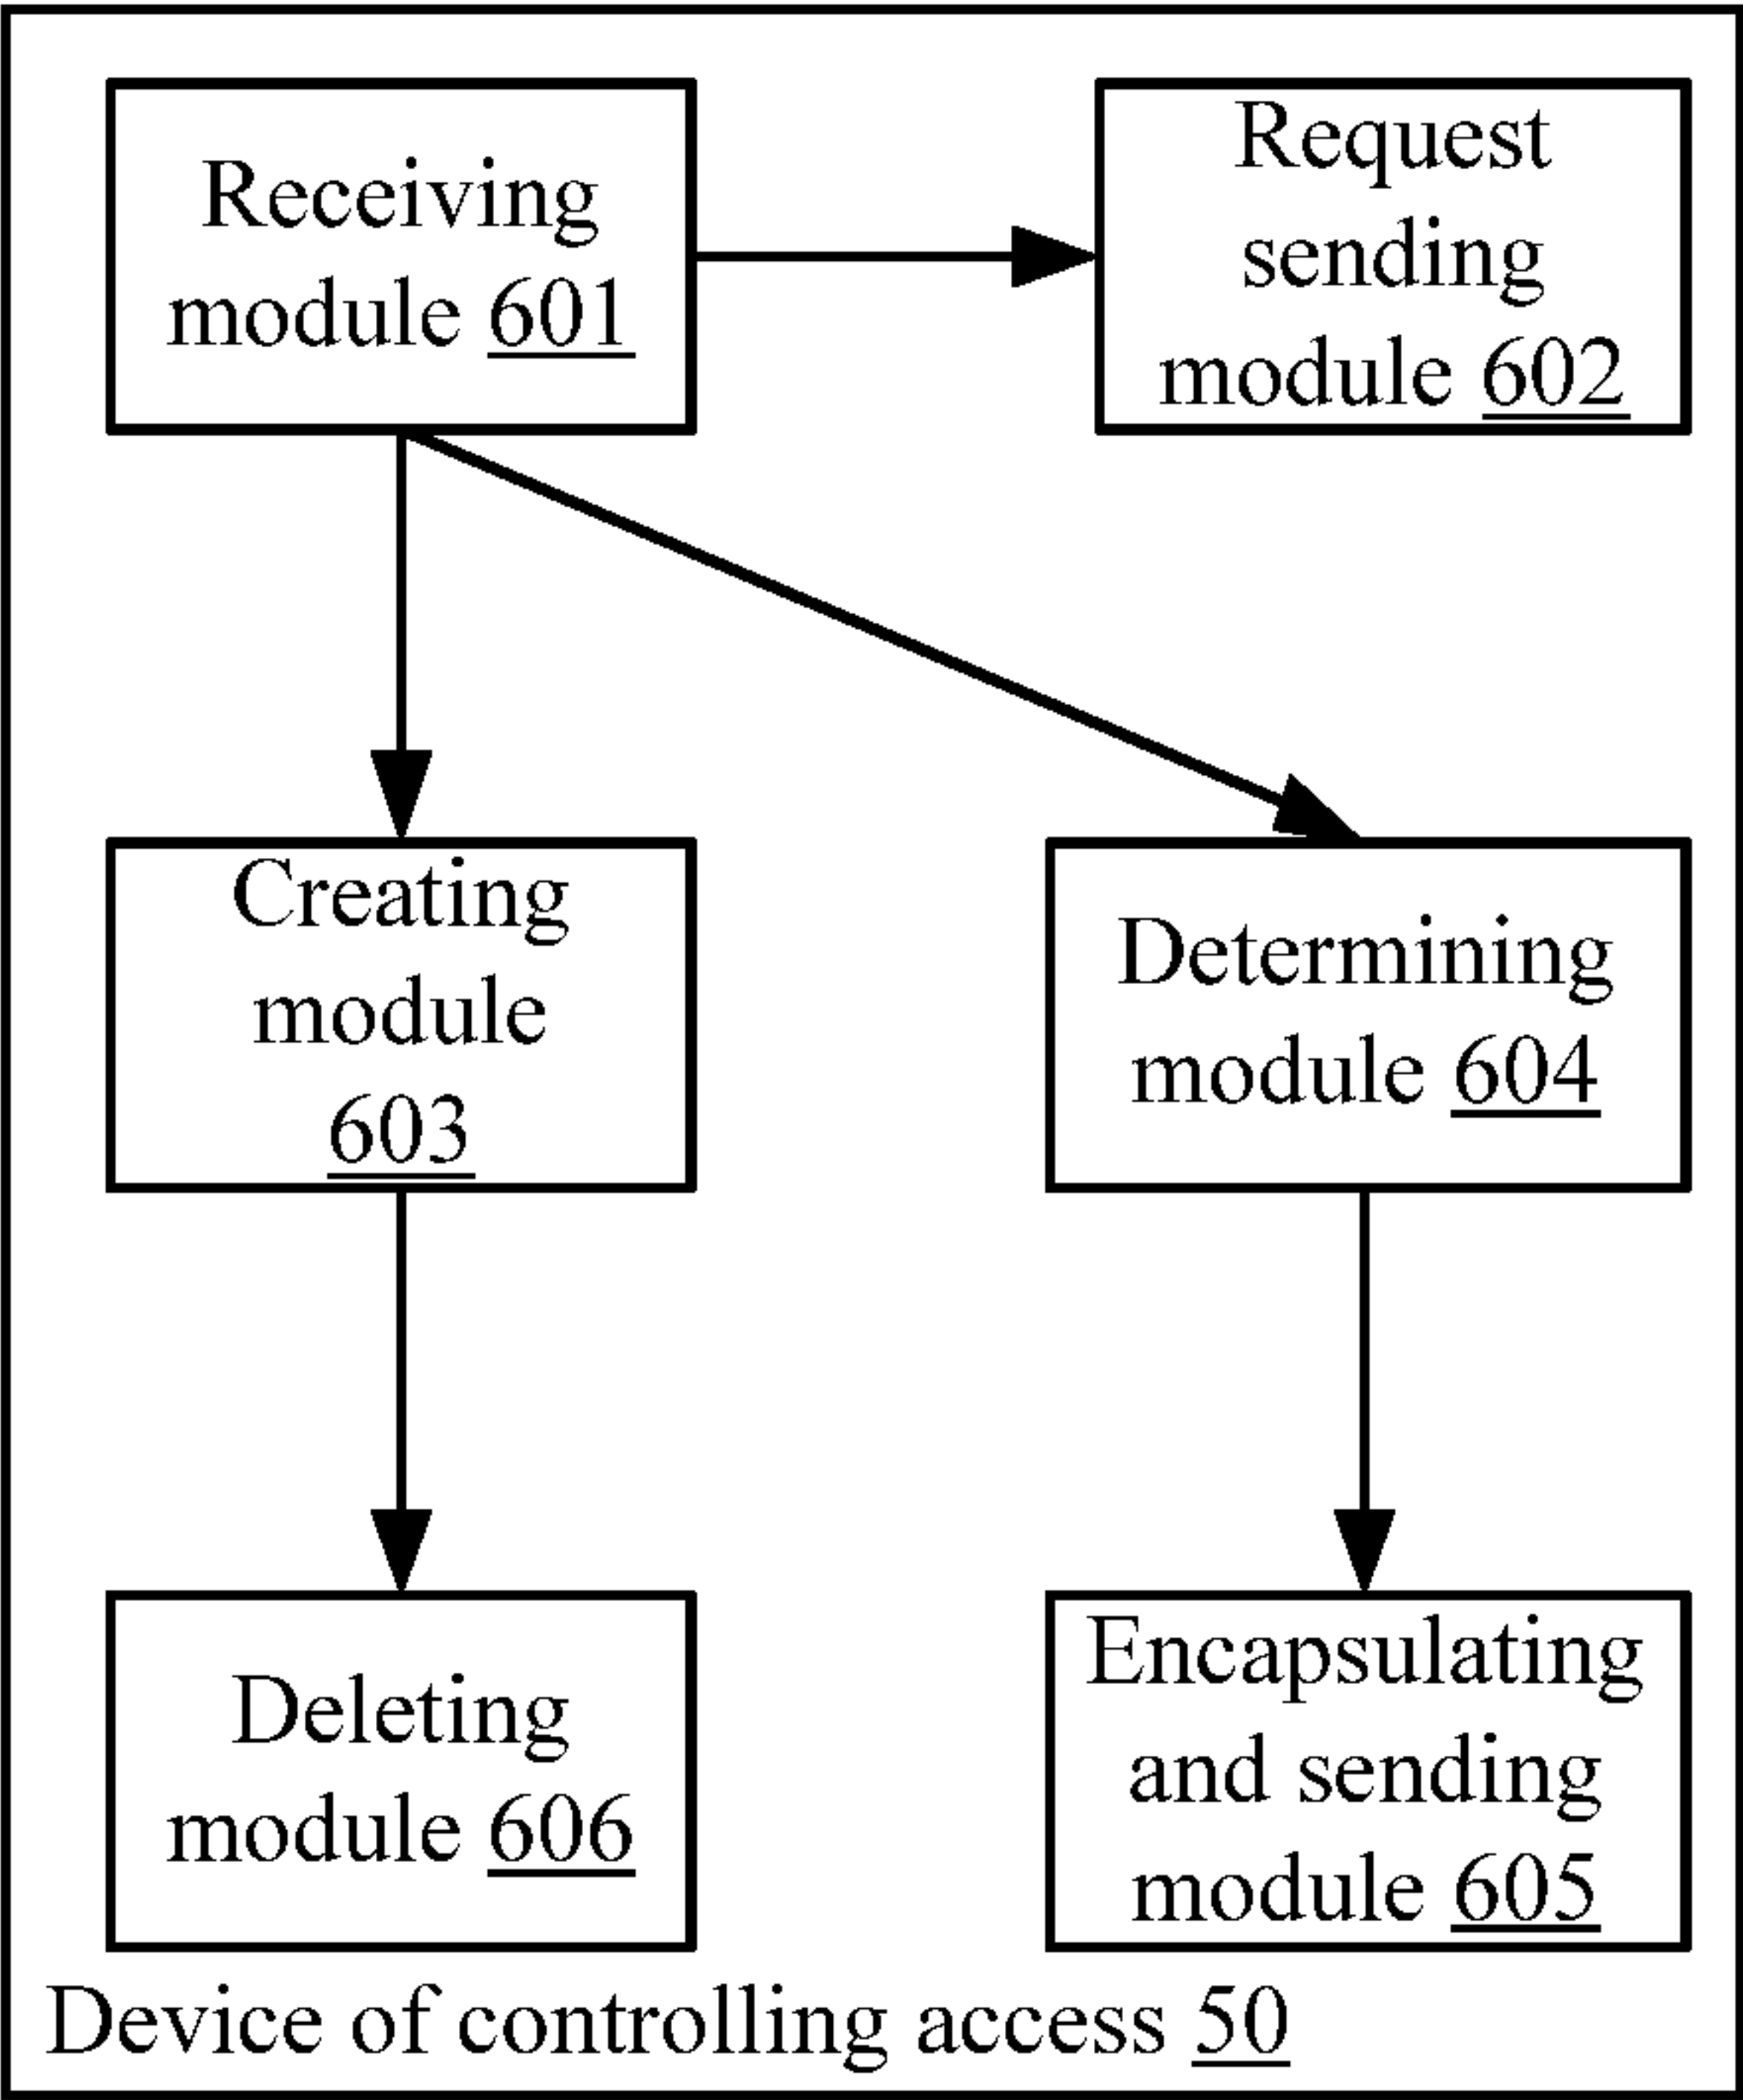 Receiving
module 601
Request
sending
module 602
Creating
module
603
Determining
module 604
Deleting
module 606
Encapsulating
and sending
module 605
Device of controlling access 50